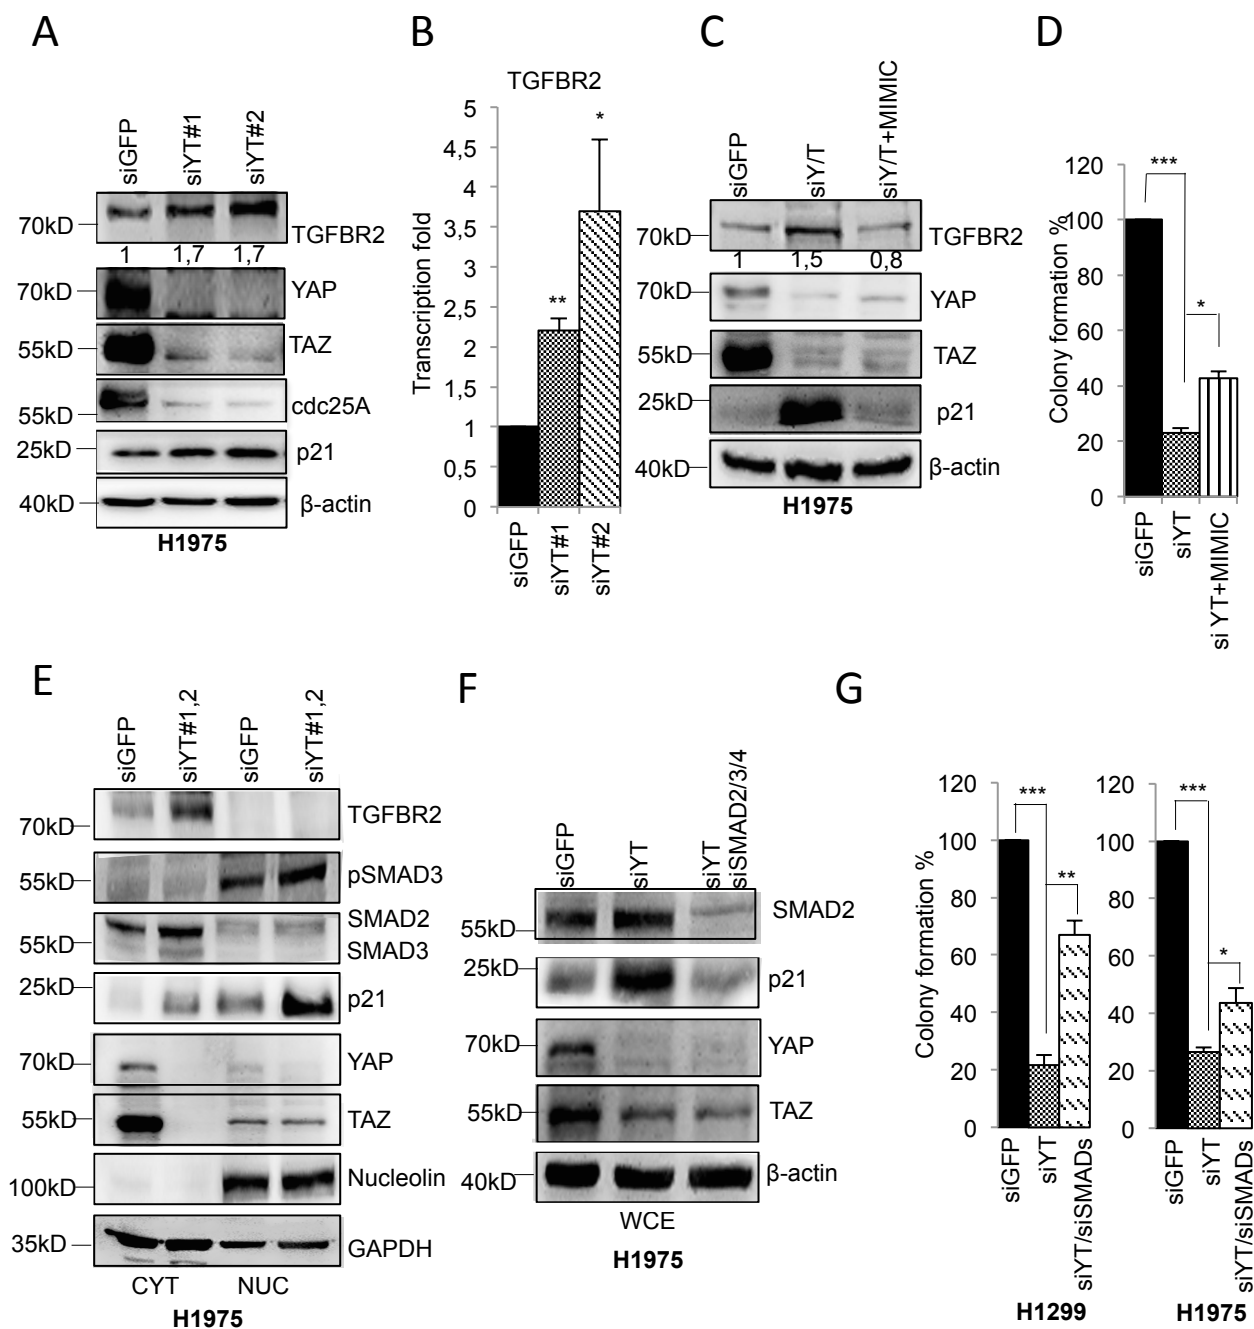 A
siGFP
siYT#1
siYT#2
70kD
TGFBR2
1 1,7 1,7
70kD
YAP
55kD
TAZ
55kD
cdc25A
25kD
p21
40kD
β-actin
H1975
B
TGFBR2
Transcription fold
5
4,5
4
3,5
3
2,5
2
1,5
1
0,5
0
**
*
siGFP
siYT#1
siYT#2
C
siGFP
siY/T
siY/T+MIMIC
70kD
TGFBR2
1 1,5 0,8
70kD
YAP
55kD
TAZ
25kD
p21
40kD
β-actin
H1975
D
Colony formation %
120
100
80
60
40
20
0
***
*
siGFP
siYT
si YT+MIMIC
E
siGFP
siYT#1,2
siGFP
siYT#1,2
70kD
TGFBR2
55kD
pSMAD3
SMAD2
55kD
SMAD3
25kD
p21
70kD
YAP
55kD
TAZ
100kD
Nucleolin
35kD
GAPDH
CYT NUC
H1975
F
siGFP
siYT
siYT
siSMAD2/3/4
55kD
SMAD2
25kD
p21
70kD
YAP
55kD
TAZ
40kD
β-actin
WCE
H1975
G
Colony formation %
120
100
80
60
40
20
0
***
**
siGFP
siYT
siYT/siSMADs
H1299
120
100
80
60
40
20
0
***
*
siGFP
siYT
siYT/siSMADs
H1975